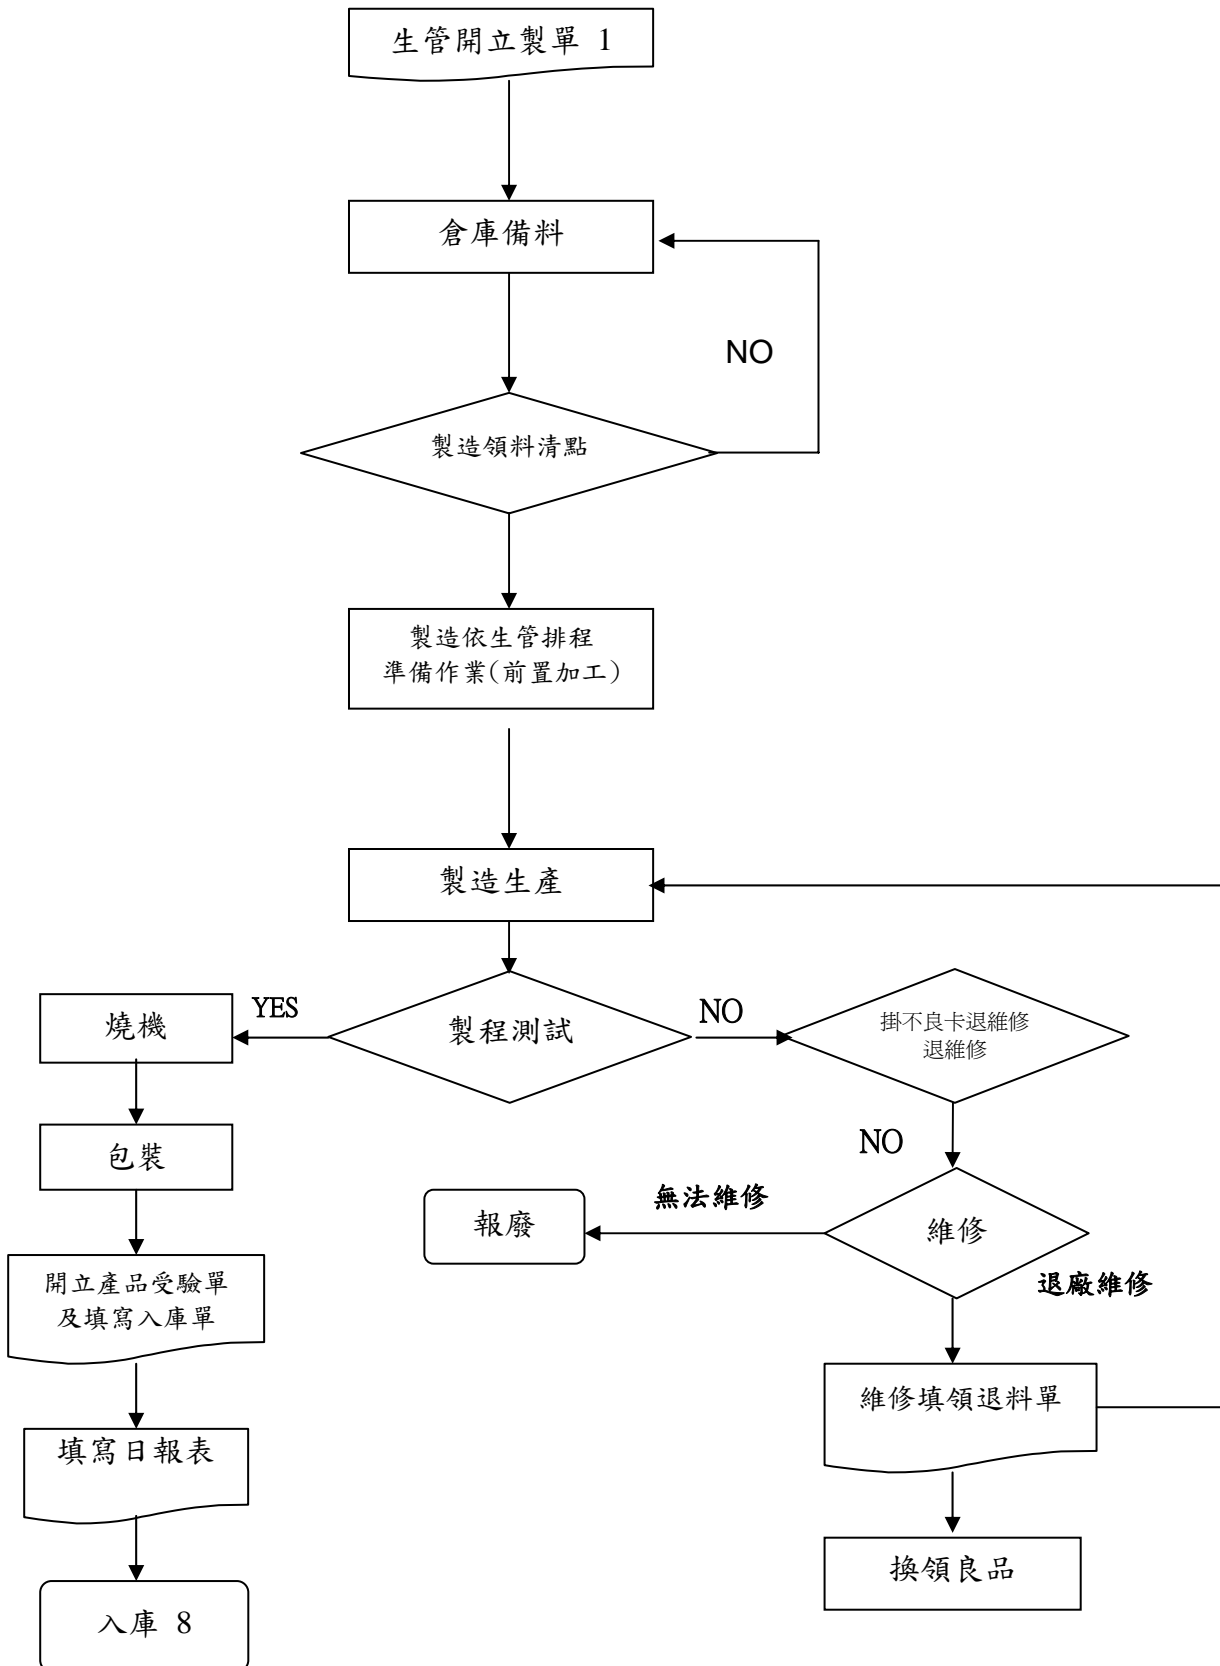 生管開立製單 1
倉庫備料
NO
製造領料清點
製造依生管排程
準備作業(前置加工)
製造生產
燒機
YES
製程測試
NO
掛不良卡退維修
退維修
包裝
NO
報廢
無法維修
維修
開立產品受驗單
及填寫入庫單
退廠維修
維修填領退料單
填寫日報表
換領良品
入庫 8